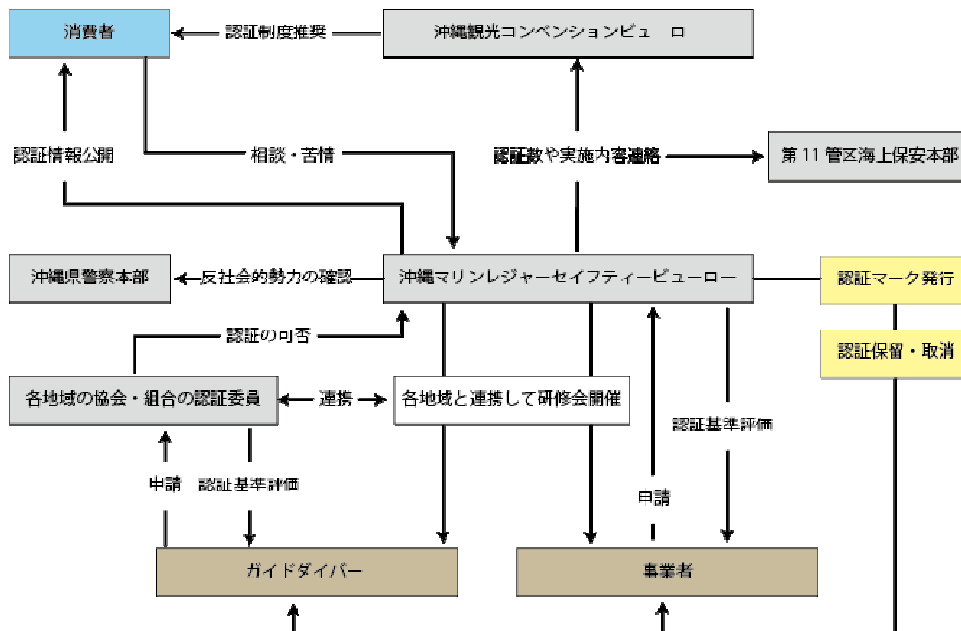 消費者
認証制度推奨
沖縄観光コンベンションビューロ
認証情報公開
相談・苦情
認証数や実施内容連絡
第11管区海上保安本部
沖縄県警察本部
反社会的勢力の確認
沖縄マリンレジャーセイフティービューロー
認証マーク発行
認証の可否
認証保留・取消
各地域の協会・組合の認証委員
連携
各地域と連携して研修会開催
認証基準評価
申請
認証基準評価
申請
ガイドダイバー
事業者